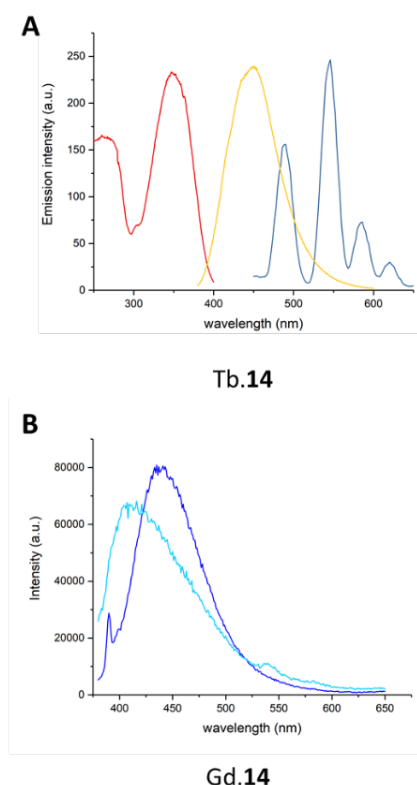 A
Emission intensity (a.u.)
250
200
150
100
50
0
300
400
500
600
wavelength (nm)
Tb.14
B
Intensity (a.u.)
80000
60000
40000
20000
0
400
450
500
550
600
650
wavelength (nm)
Gd.14